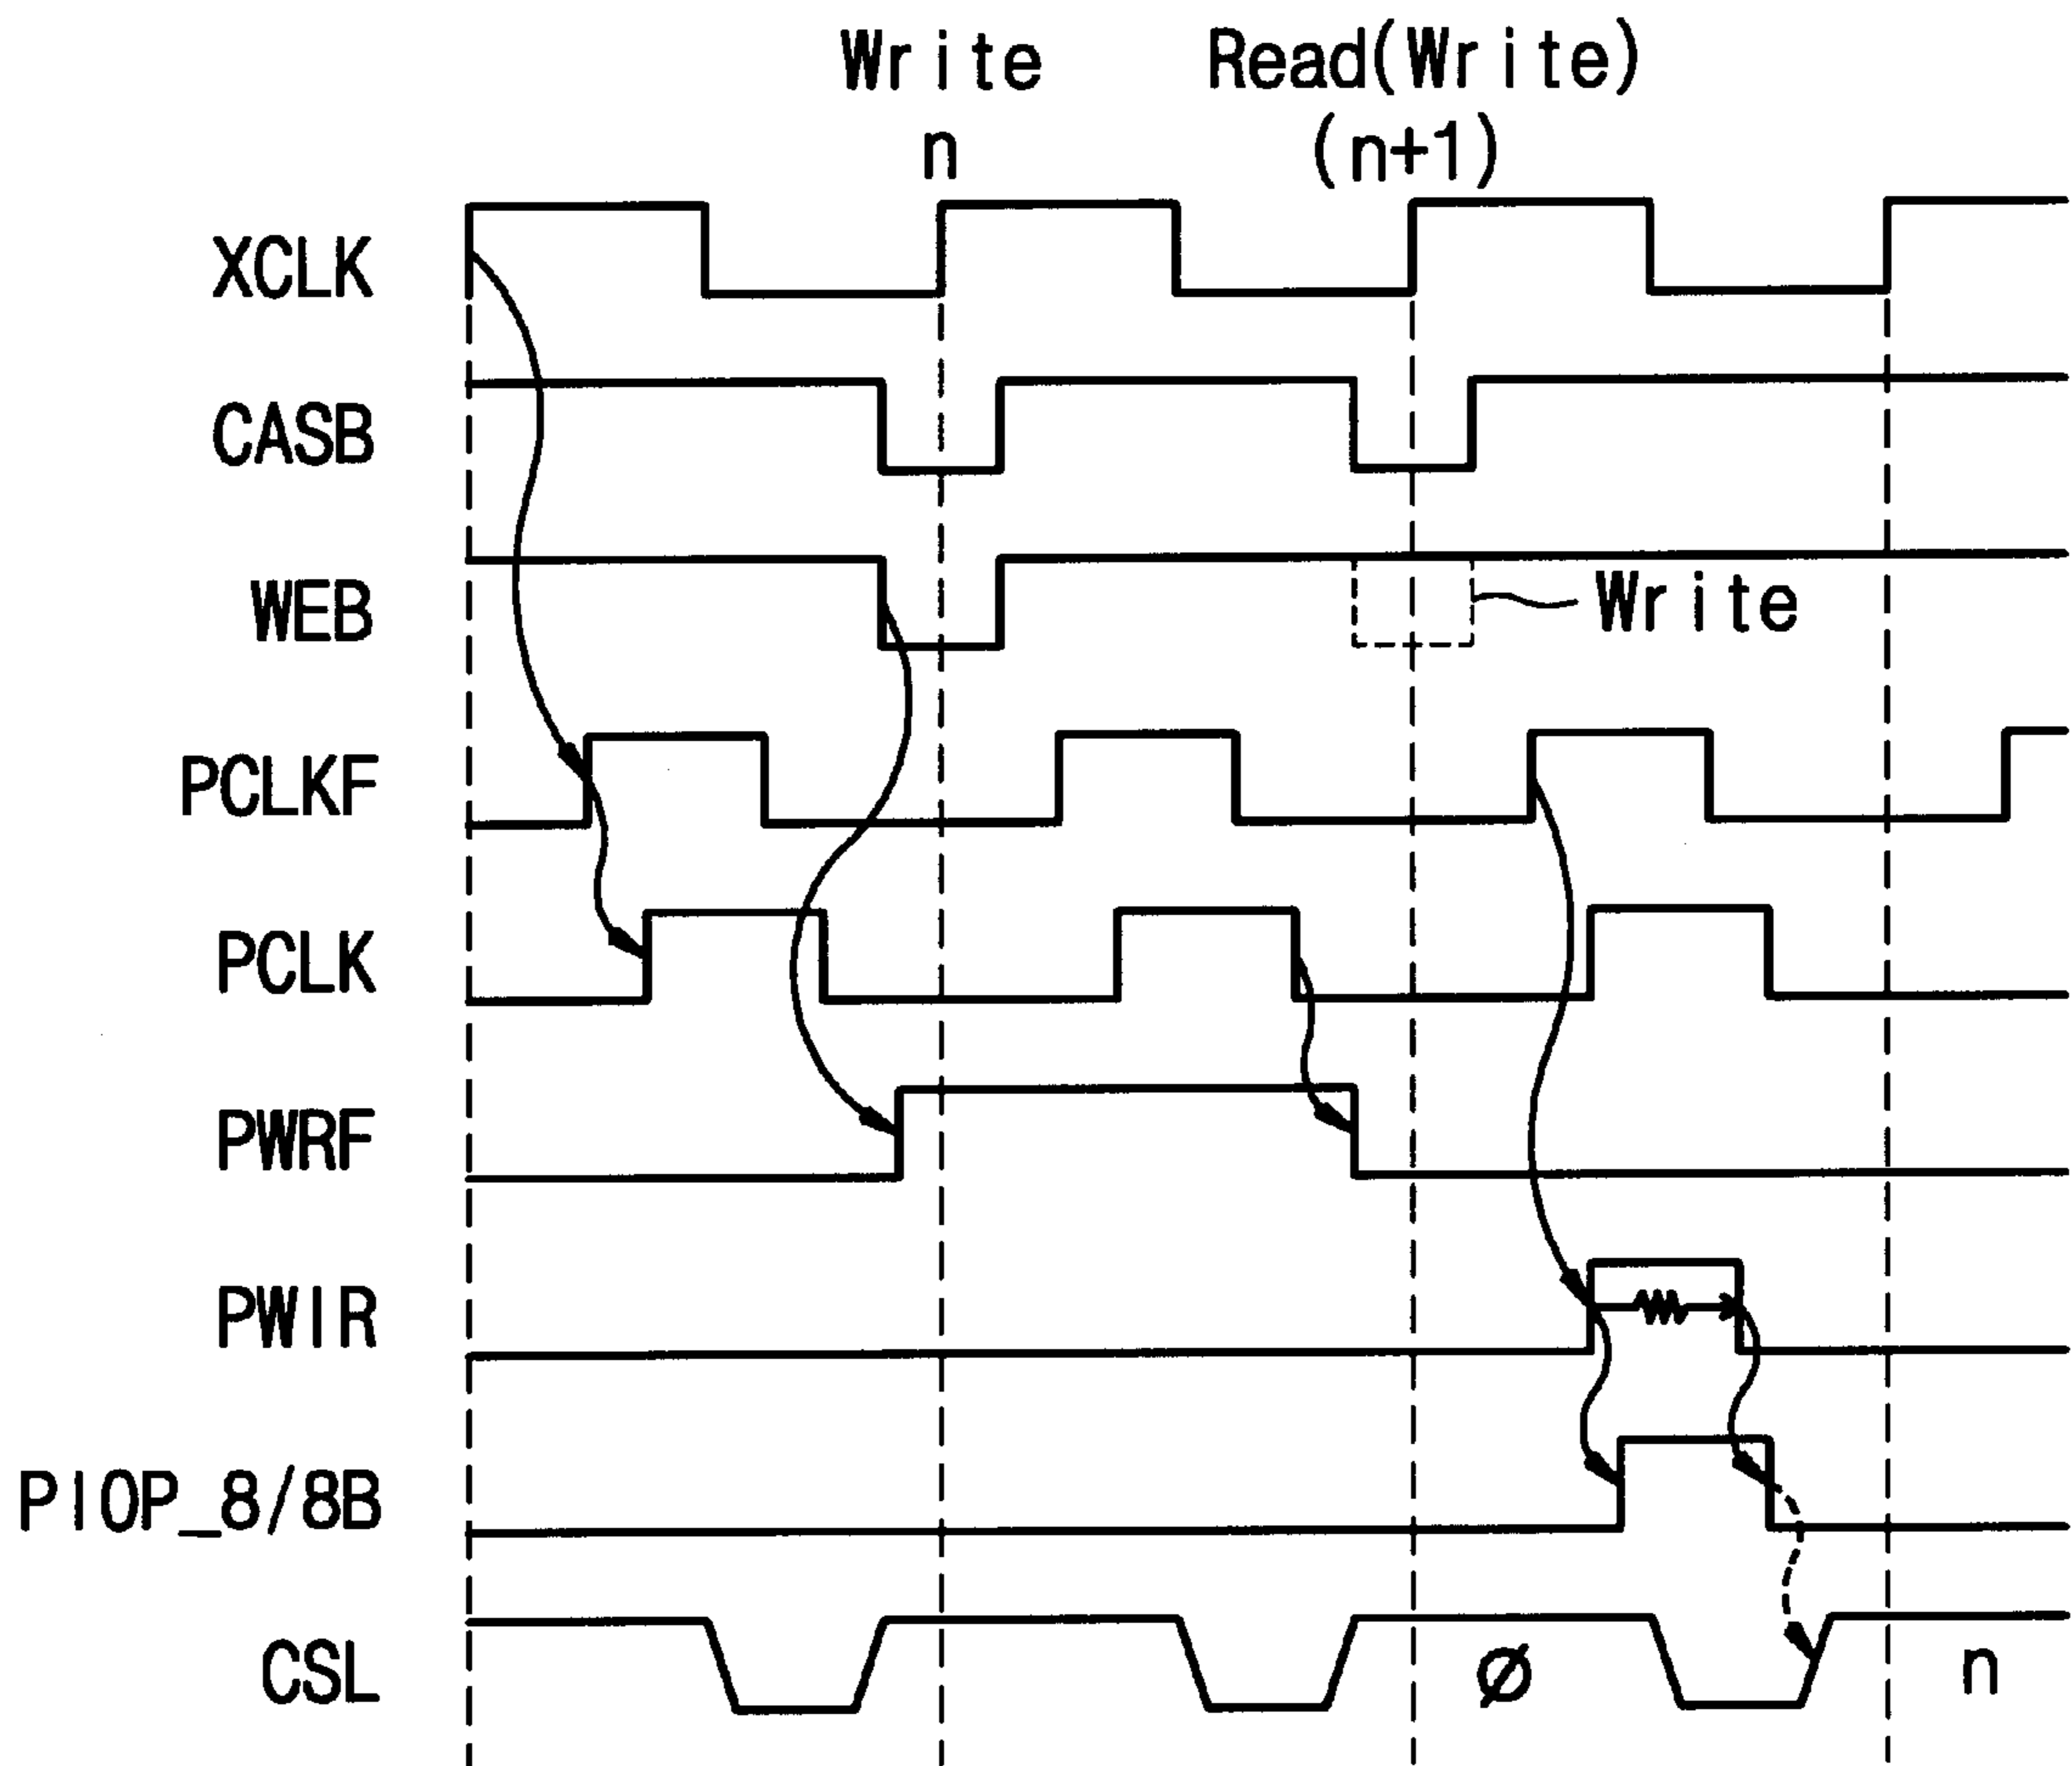 Write Read(Write)
n (n+1)
XCLK
CASB
WEB
Write
PCLKF
PCLK
PWRF
PWIR
PIOP_8/8B
CSL ø n